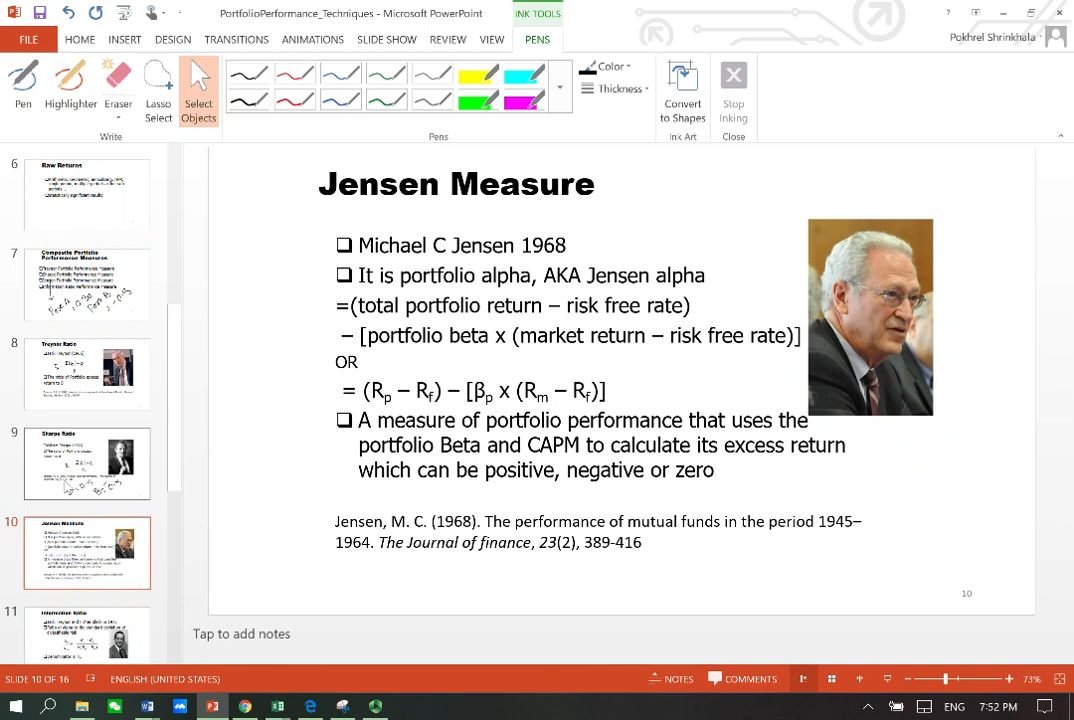 PortfolioPerformance_Techniques - Microsoft PowerPoint
INK TOOLS
?
FILE
HOME
INSERT
DESIGN
TRANSITIONS
ANIMATIONS
SLIDE SHOW
REVIEW
VIEW
PENS
Pokhrel Shrinkhala
Pen
Highlighter
Eraser
Lasso
Select
Select
Objects
Color
Thickness
Convert
to Shapes
Stop
Inking
Write
Pens
Ink Art
Close
6
Raw Returns
7
Composite Portfolio
Performance Measures
8
Treynor Ratio
9
Sharpe Ratio
10
Jensen Measure
11
Information Ratio
Jensen Measure
Michael C Jensen 1968
It is portfolio alpha, AKA Jensen alpha
=(total portfolio return – risk free rate)
– [portfolio beta x (market return – risk free rate)]
OR
= (Rp – Rf) – [βp x (Rm – Rf)]
A measure of portfolio performance that uses the
portfolio Beta and CAPM to calculate its excess return
which can be positive, negative or zero
Jensen, M. C. (1968). The performance of mutual funds in the period 1945–
1964. The Journal of finance, 23(2), 389-416
10
Tap to add notes
SLIDE 10 OF 16
ENGLISH (UNITED STATES)
NOTES
COMMENTS
73%
ENG
7:52 PM